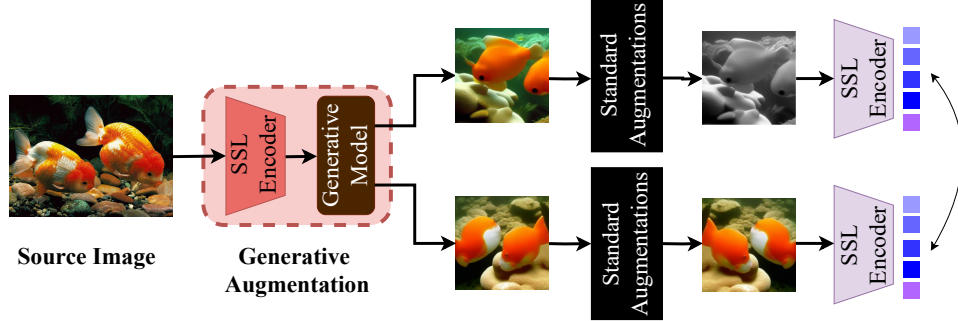 Source Image
SSL
Encoder
Generative
Model
Generative
Augmentation
Standard
Augmentations
SSL
Encoder
Standard
Augmentations
SSL
Encoder